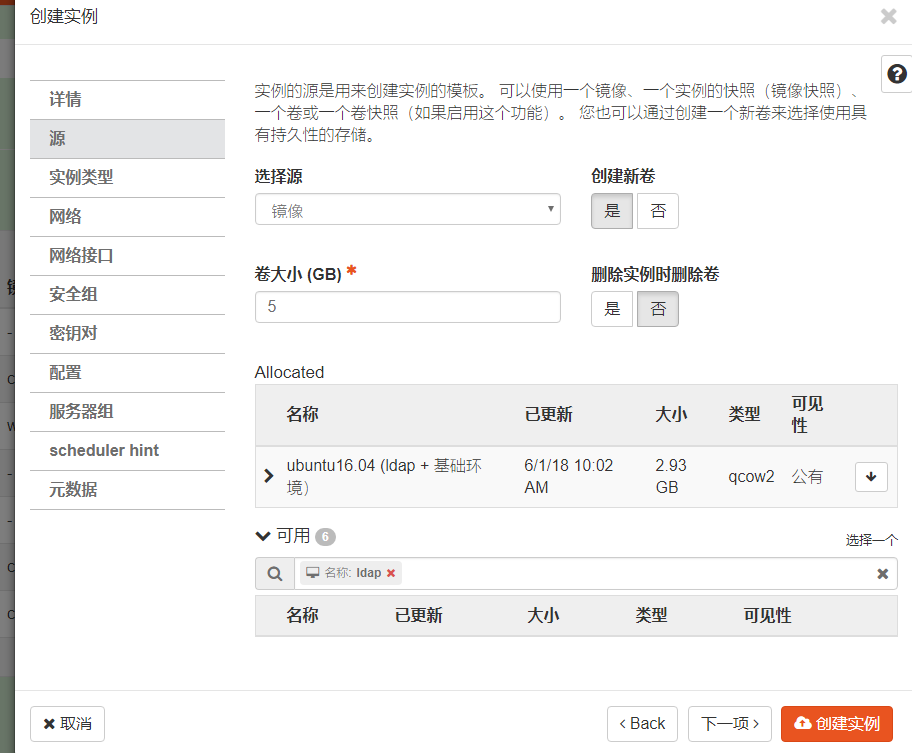 创建实例
详情
源
实例类型
网络
网络接口
安全组
密钥对
配置
服务器组
scheduler hint
元数据
实例的源是用来创建实例的模板。 可以使用一个镜像、一个实例的快照（镜像快照）、
一个卷或一个卷快照（如果启用这个功能）。 您也可以通过创建一个新卷来选择使用具
有持久性的存储。
选择源 创建新卷
镜像 是 否
卷大小 (GB) * 删除实例时删除卷
5 是 否
Allocated
名称 已更新 大小 类型 可见
性
ubuntu16.04 (ldap + 基础环 6/1/18 10:02 2.93 qcow2 公有
境） AM GB
可用 6 选择一个
名称: ldap
名称 已更新 大小 类型 可见性
取消 Back 下一项 创建实例